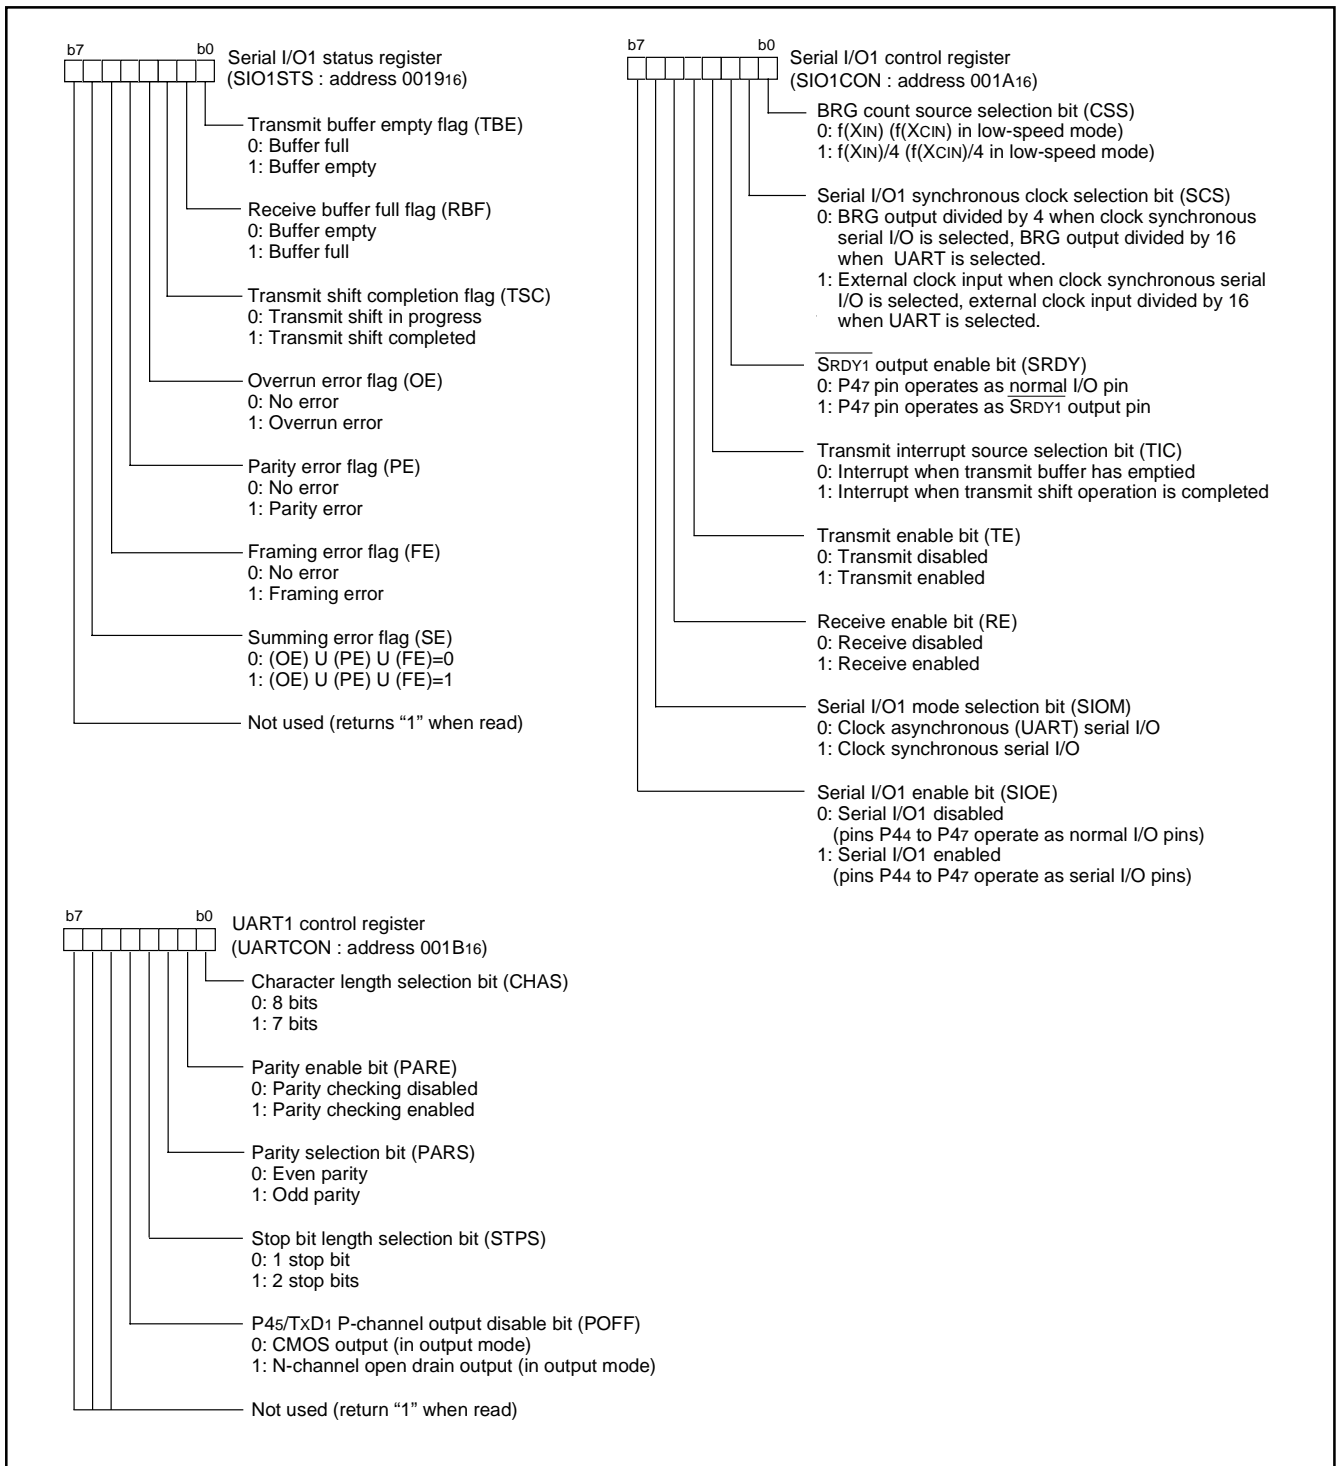 b7 b0 Serial I/O1 status register
(SIO1STS : address 001916)
Transmit buffer empty flag (TBE)
0: Buffer full
1: Buffer empty
Receive buffer full flag (RBF)
0: Buffer empty
1: Buffer full
Transmit shift completion flag (TSC)
0: Transmit shift in progress
1: Transmit shift completed
Overrun error flag (OE)
0: No error
1: Overrun error
Parity error flag (PE)
0: No error
1: Parity error
Framing error flag (FE)
0: No error
1: Framing error
Summing error flag (SE)
0: (OE) U (PE) U (FE)=0
1: (OE) U (PE) U (FE)=1
Not used (returns “1” when read)
b7 b0 Serial I/O1 control register
(SIO1CON : address 001A16)
BRG count source selection bit (CSS)
0: f(XIN) (f(XCIN) in low-speed mode)
1: f(XIN)/4 (f(XCIN)/4 in low-speed mode)
Serial I/O1 synchronous clock selection bit (SCS)
0: BRG output divided by 4 when clock synchronous
serial I/O is selected, BRG output divided by 16
when UART is selected.
1: External clock input when clock synchronous serial
I/O is selected, external clock input divided by 16
when UART is selected.
SRDY1 output enable bit (SRDY)
0: P47 pin operates as normal I/O pin
1: P47 pin operates as SRDY1 output pin
Transmit interrupt source selection bit (TIC)
0: Interrupt when transmit buffer has emptied
1: Interrupt when transmit shift operation is completed
Transmit enable bit (TE)
0: Transmit disabled
1: Transmit enabled
Receive enable bit (RE)
0: Receive disabled
1: Receive enabled
Serial I/O1 mode selection bit (SIOM)
0: Clock asynchronous (UART) serial I/O
1: Clock synchronous serial I/O
Serial I/O1 enable bit (SIOE)
0: Serial I/O1 disabled
(pins P44 to P47 operate as normal I/O pins)
1: Serial I/O1 enabled
(pins P44 to P47 operate as serial I/O pins)
b7 b0 UART1 control register
(UARTCON : address 001B16)
Character length selection bit (CHAS)
0: 8 bits
1: 7 bits
Parity enable bit (PARE)
0: Parity checking disabled
1: Parity checking enabled
Parity selection bit (PARS)
0: Even parity
1: Odd parity
Stop bit length selection bit (STPS)
0: 1 stop bit
1: 2 stop bits
P45/TXD1 P-channel output disable bit (POFF)
0: CMOS output (in output mode)
1: N-channel open drain output (in output mode)
Not used (return “1” when read)